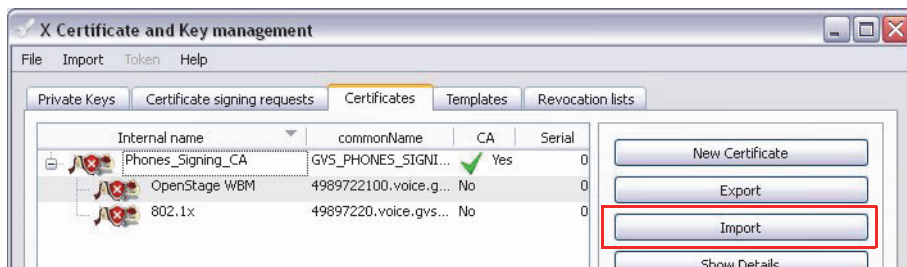 X Certificate and Key management
File Import Token Help
Private Keys Certificate signing requests Certificates Templates Revocation lists
Internal name commonName CA Serial
Phones_Signing_CA GVS_PHONES_SIGNI... Yes 0
OpenStage WBM 4989722100.voice.g... No 0
802.1x 49897220.voice.gvs... No 0
New Certificate
Export
Import
Show Details